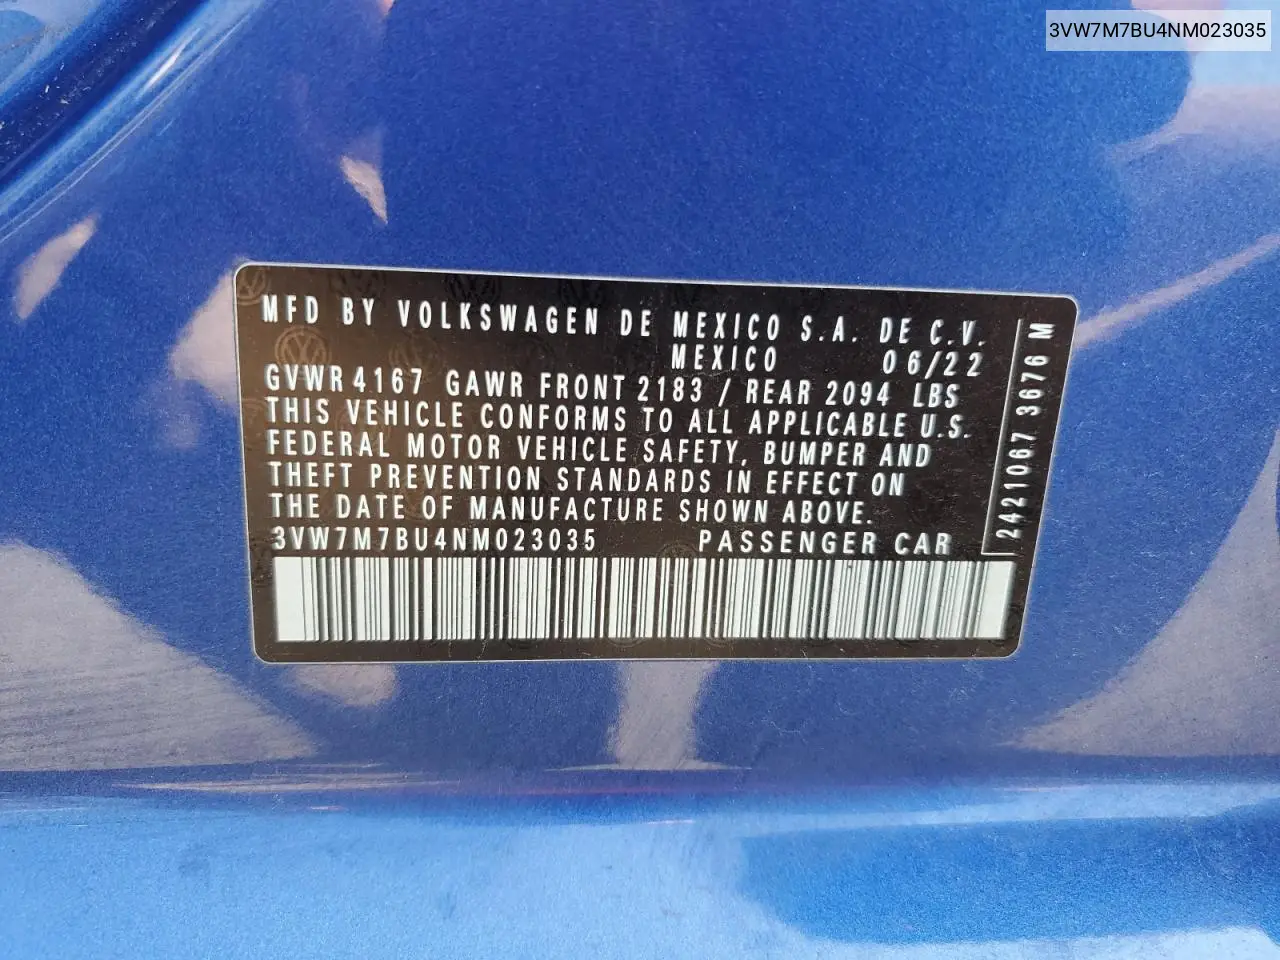 3VW7M7BU4NM023035
MFD BY VOLKSWAGEN DE MEXICO S.A. DE C.V.
MEXICO 06/22
GVWR 4167 GAWR FRONT 2183 / REAR 2094 LBS
THIS VEHICLE CONFORMS TO ALL APPLICABLE U.S.
FEDERAL MOTOR VEHICLE SAFETY, BUMPER AND
THEFT PREVENTION STANDARDS IN EFFECT ON
THE DATE OF MANUFACTURE SHOWN ABOVE.
3VW7M7BU4NM023035 PASSENGER CAR
2421067 3676 M